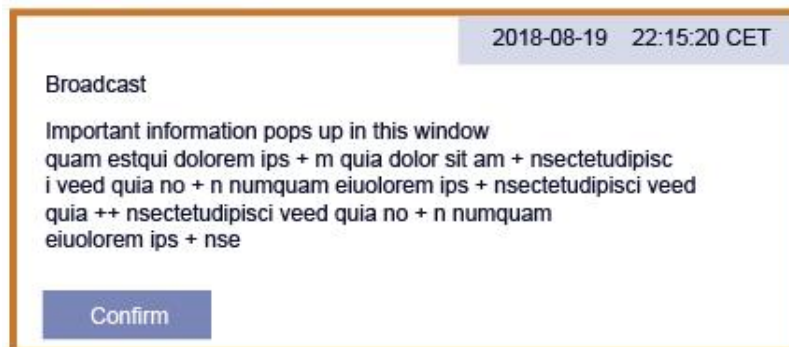 2018-08-19 22:15:20 CET
Broadcast
Important information pops up in this window
quam estqui dolorem ips + m quia dolor sit am + nsectetudipisc
i veed quia no + n numquam eiuolorem ips + nsectetudipisci veed
quia ++ nsectetudipisci veed quia no + n numquam
eiuolorem ips + nse
Confirm